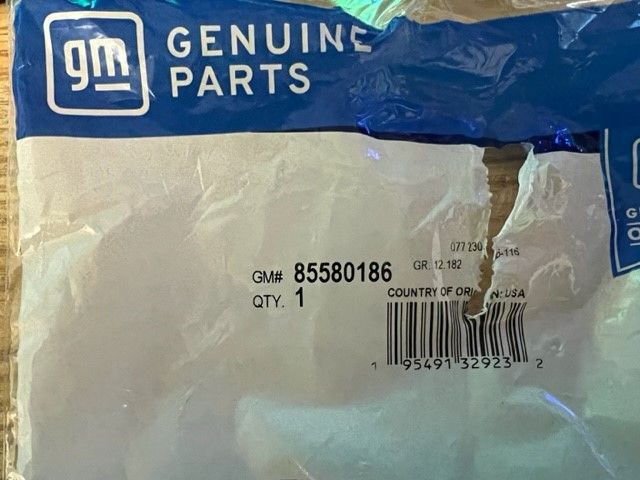 gm
GENUINE
PARTS
G
077 230
-116
GR. 12.182
GM# 85580186
QTY. 1
COUNTRY OF ORI N: USA
1 95491 32923 2